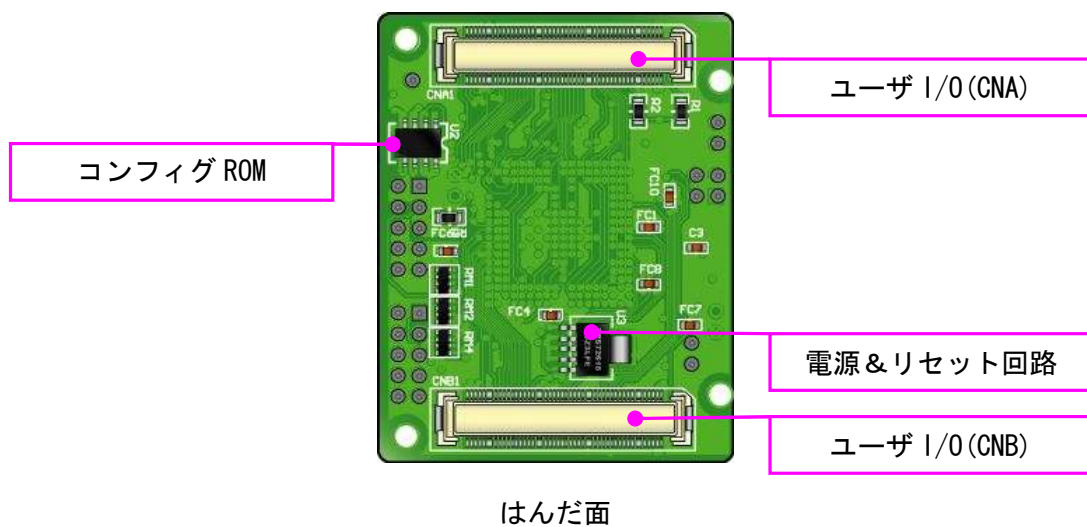 ユーザ I/O(CNA)
CNA1
R2
R1
U2
コンフィグ ROM
FC10
FC1
C3
RM1
FC8
RM2
FC4
U3
FC7
RM4
電源＆リセット回路
CNB1
ユーザ I/O(CNB)
はんだ面